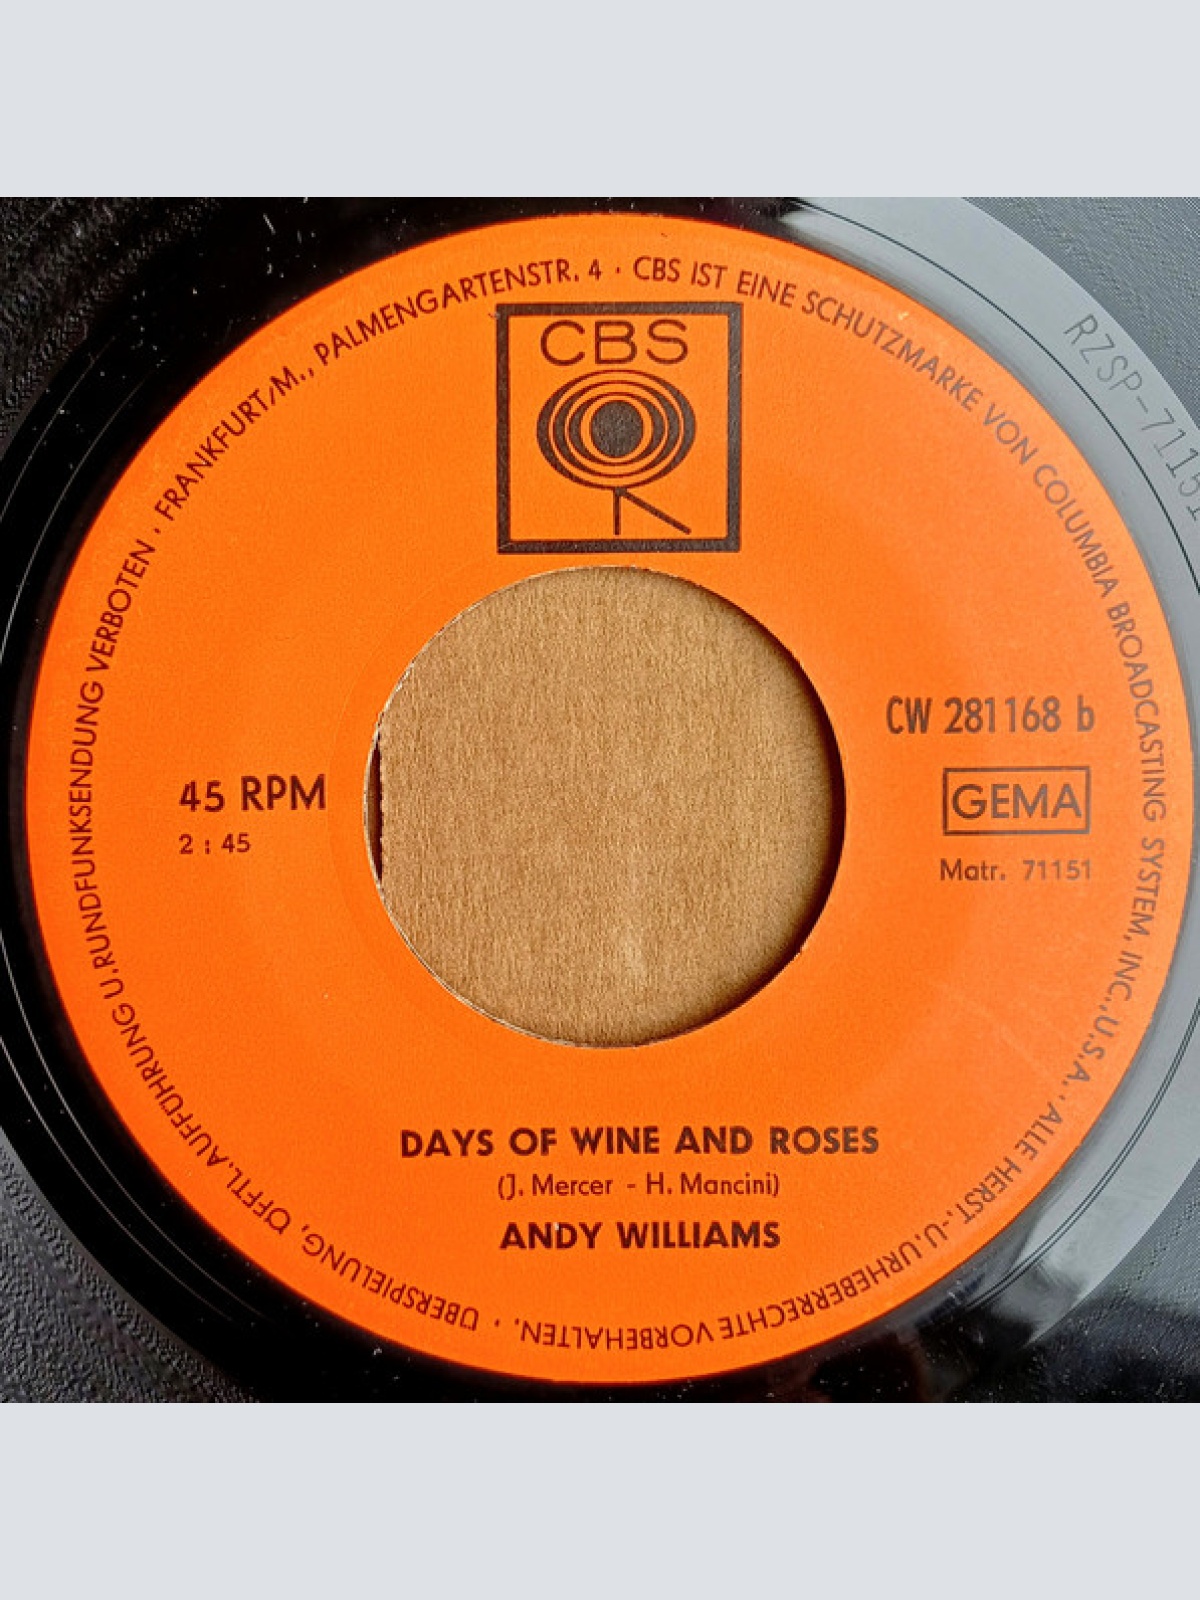 FRANKFURT/M., PALMENGARTENSTR. 4 · CBS IST EINE SCHUTZMARKE VON COLUMBIA BROADCASTING SYSTEM, INC., U.S.A. · ALLE HERST.-U.URHEBERRECHTE VORBEHALTEN. · ÜBERSPIELUNG, ÖFFTL. AUFFÜHRUNG U.RUNDFUNKSENDUNG VERBOTEN ·
CBS
RZSP-71151
CW 281168 b
45 RPM
GEMA
2 : 45
Matr. 71151
DAYS OF WINE AND ROSES
(J. Mercer - H. Mancini)
ANDY WILLIAMS